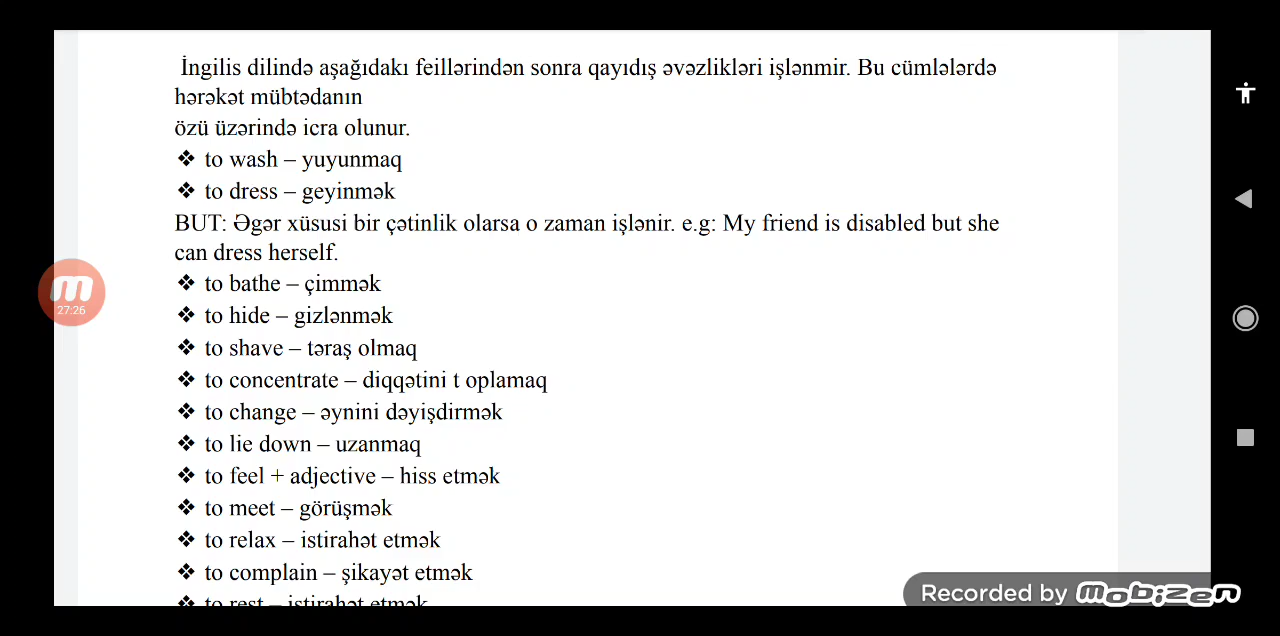 İngilis dilində aşağıdakı feillərindən sonra qayıdış əvəzlikləri işlənmir. Bu cümlələrdə
hərəkət mübtədanın
özü üzərində icra olunur.
❖ to wash – yuyunmaq
❖ to dress – geyinmək
BUT: Əgər xüsusi bir çətinlik olarsa o zaman işlənir. e.g: My friend is disabled but she
can dress herself.
❖ to bathe – çimmək
27:26
❖ to hide – gizlənmək
❖ to shave – təraş olmaq
❖ to concentrate – diqqətini t oplamaq
❖ to change – əynini dəyişdirmək
❖ to lie down – uzanmaq
❖ to feel + adjective – hiss etmək
❖ to meet – görüşmək
❖ to relax – istirahət etmək
❖ to complain – şikayət etmək
❖ to rest – istirahət etmək
Recorded by mobizen